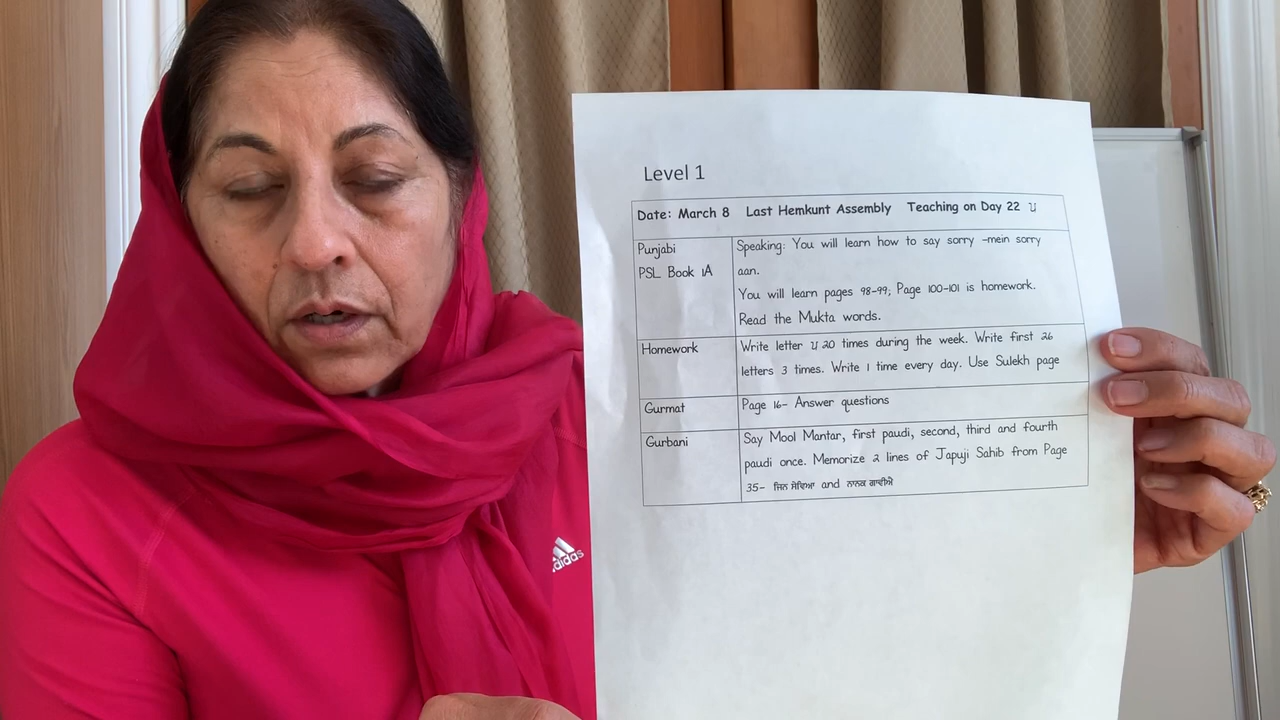 Level 1
Date: March 8 Last Hemkunt Assembly Teaching on Day 22 ਪ
Punjabi
PSL Book 1A
Speaking: You will learn how to say sorry -mein sorry
aan.
You will learn pages 98-99; Page 100-101 is homework.
Read the Mukta words.
Homework
Write letter ਪ 20 times during the week. Write first 26
letters 3 times. Write 1 time every day. Use Sulekh page
Gurmat
Page 16- Answer questions
Gurbani
Say Mool Mantar, first paudi, second, third and fourth
paudi once. Memorize 2 lines of Japuji Sahib from Page
35- ਜਿਨ ਸੇਵਿਆ and ਨਾਨਕ ਗਾਵੀਐ
adidas